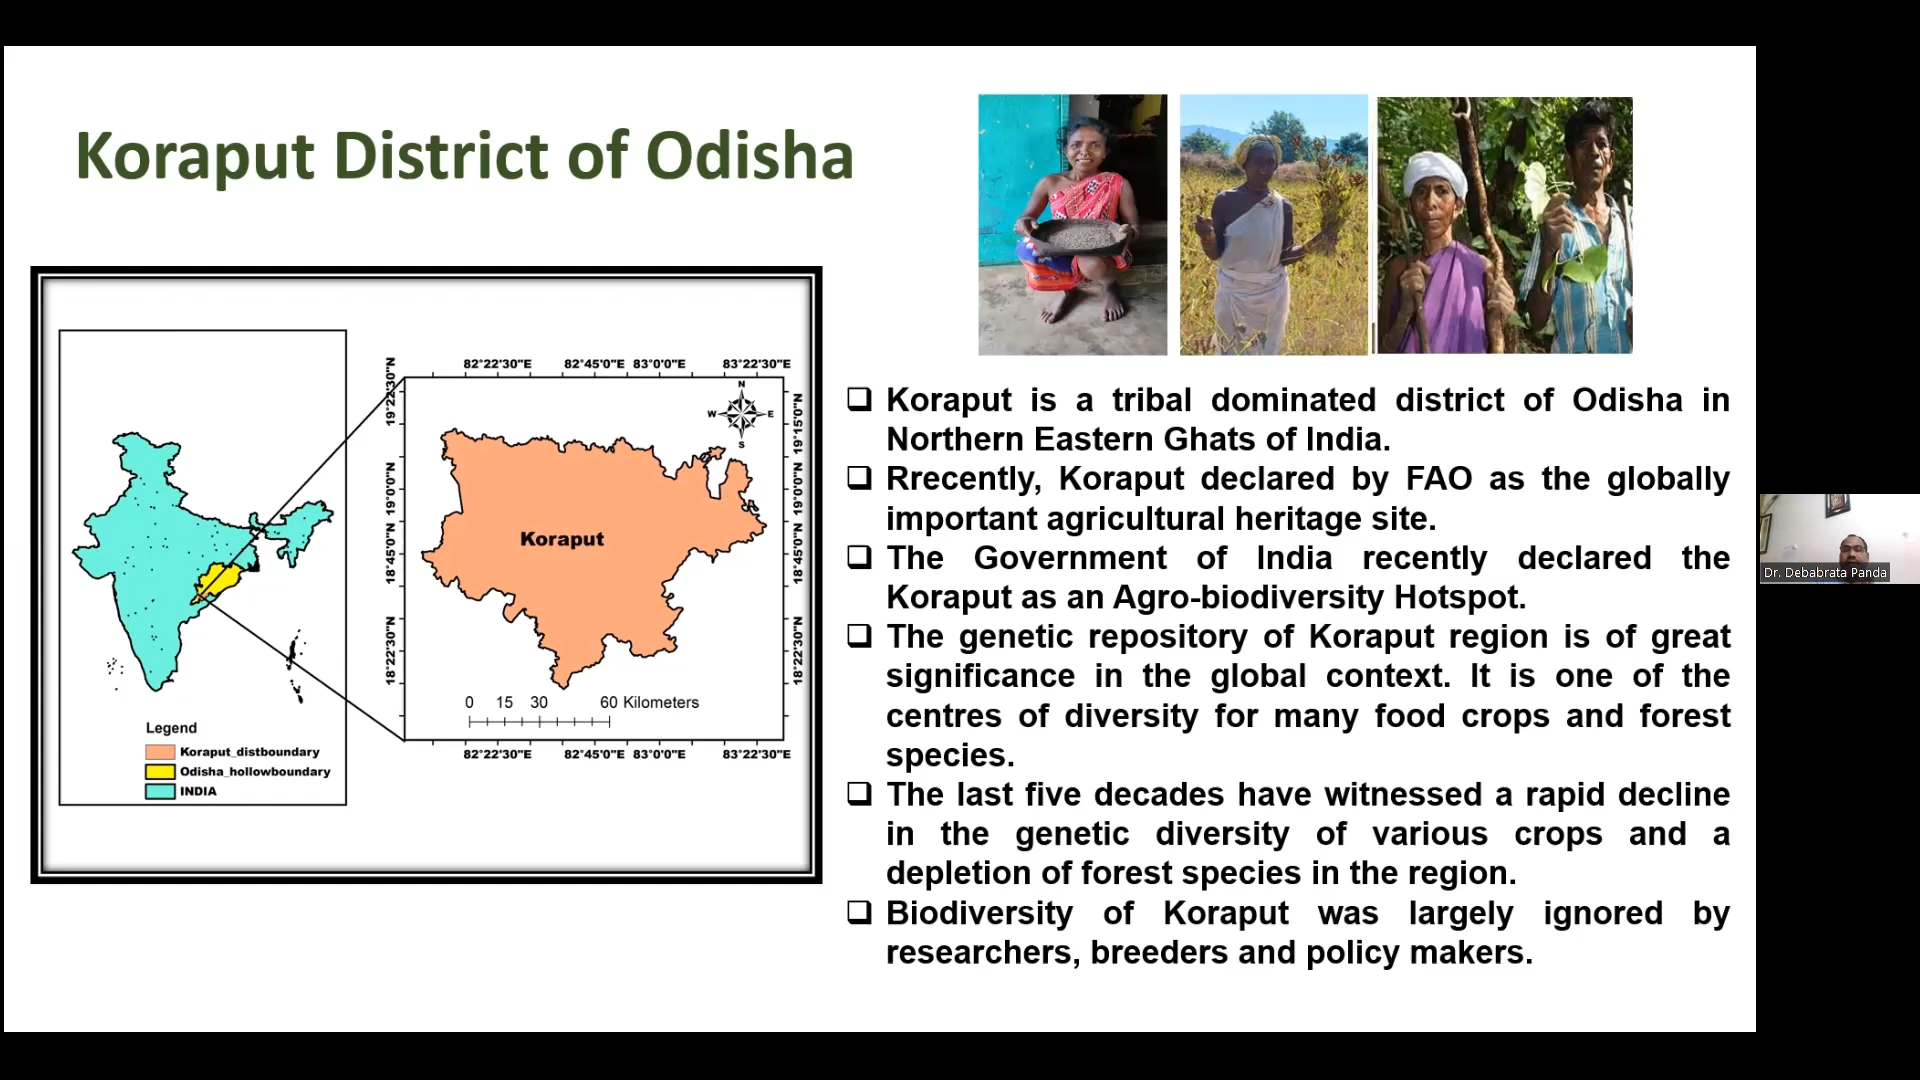 Koraput District of Odisha
82°22'30"E 82°45'0"E 83°0'0"E 83°22'30"E
19°22'30"N
19°0'0"N
18°45'0"N
18°22'30"N
N
W E
S
19°15'0"N
19°0'0"N
18°45'0"N
18°22'30"N
Koraput
0 15 30 60 Kilometers
82°22'30"E 82°45'0"E 83°0'0"E 83°22'30"E
Legend
Koraput_distboundary
Odisha_hollowboundary
INDIA
Koraput is a tribal dominated district of Odisha in
Northern Eastern Ghats of India.
Rrecently, Koraput declared by FAO as the globally
important agricultural heritage site.
The Government of India recently declared the
Koraput as an Agro-biodiversity Hotspot.
The genetic repository of Koraput region is of great
significance in the global context. It is one of the
centres of diversity for many food crops and forest
species.
The last five decades have witnessed a rapid decline
in the genetic diversity of various crops and a
depletion of forest species in the region.
Biodiversity of Koraput was largely ignored by
researchers, breeders and policy makers.
Dr. Debabrata Panda